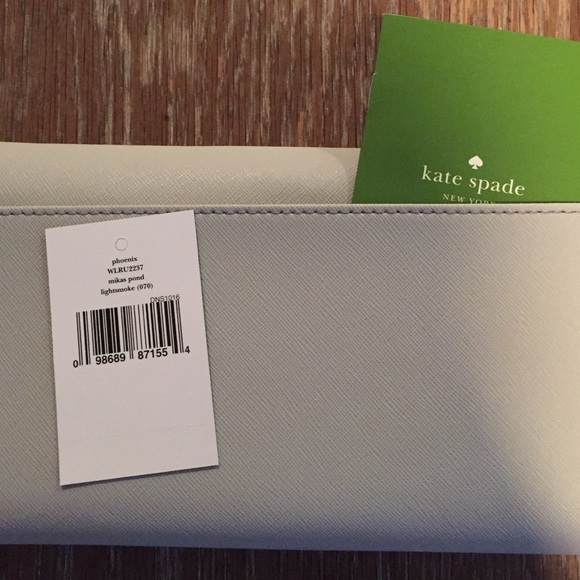 kate spade
NEW YORK
phoenix
WLRU2237
mikas pond
lightsmoke (070)
DNS1016
0 98689 87155 4